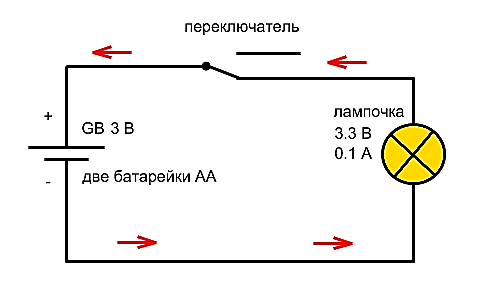 переключатель
+
GB 3 В
-
две батарейки АА
лампочка
3.3 В
0.1 А